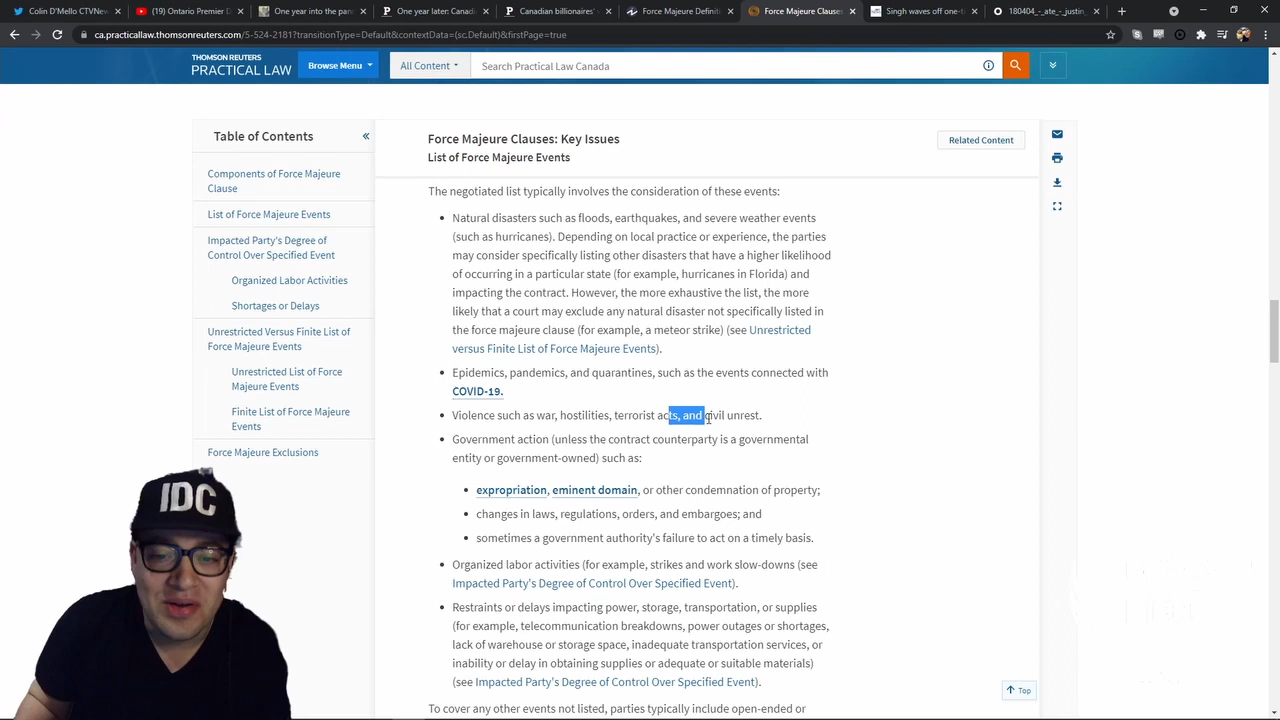 Colin D'Mello CTVNew
(2) Ontario Premier D
One year into the pan
One year later: Canadia
Canadian billionaires' w
Force Majeure Definiti
Force Majeure Clauses
Singh waves off one-t
180404_-_ate_-_justin_
ca.practicallaw.thomsonreuters.com/5-524-2181?transitionType=Default&contextData=(sc.Default)&firstPage=true
THOMSON REUTERS
PRACTICAL LAW
Browse Menu
All Content
Search Practical Law Canada
Table of Contents
Components of Force Majeure
Clause
List of Force Majeure Events
Impacted Party's Degree of
Control Over Specified Event
Organized Labor Activities
Shortages or Delays
Unrestricted Versus Finite List of
Force Majeure Events
Unrestricted List of Force
Majeure Events
Finite List of Force Majeure
Events
Force Majeure Exclusions
Force Majeure Clauses: Key Issues
List of Force Majeure Events
Related Content
The negotiated list typically involves the consideration of these events:
• Natural disasters such as floods, earthquakes, and severe weather events
(such as hurricanes). Depending on local practice or experience, the parties
may consider specifically listing other disasters that have a higher likelihood
of occurring in a particular state (for example, hurricanes in Florida) and
impacting the contract. However, the more exhaustive the list, the more
likely that a court may exclude any natural disaster not specifically listed in
the force majeure clause (for example, a meteor strike) (see Unrestricted
versus Finite List of Force Majeure Events).
• Epidemics, pandemics, and quarantines, such as the events connected with
COVID-19.
• Violence such as war, hostilities, terrorist acts, and civil unrest.
• Government action (unless the contract counterparty is a governmental
entity or government-owned) such as:
• expropriation, eminent domain, or other condemnation of property;
• changes in laws, regulations, orders, and embargoes; and
• sometimes a government authority's failure to act on a timely basis.
• Organized labor activities (for example, strikes and work slow-downs (see
Impacted Party's Degree of Control Over Specified Event).
• Restraints or delays impacting power, storage, transportation, or supplies
(for example, telecommunication breakdowns, power outages or shortages,
lack of warehouse or storage space, inadequate transportation services, or
inability or delay in obtaining supplies or adequate or suitable materials)
(see Impacted Party's Degree of Control Over Specified Event).
To cover any other events not listed, parties typically include open-ended or
Top
IDC